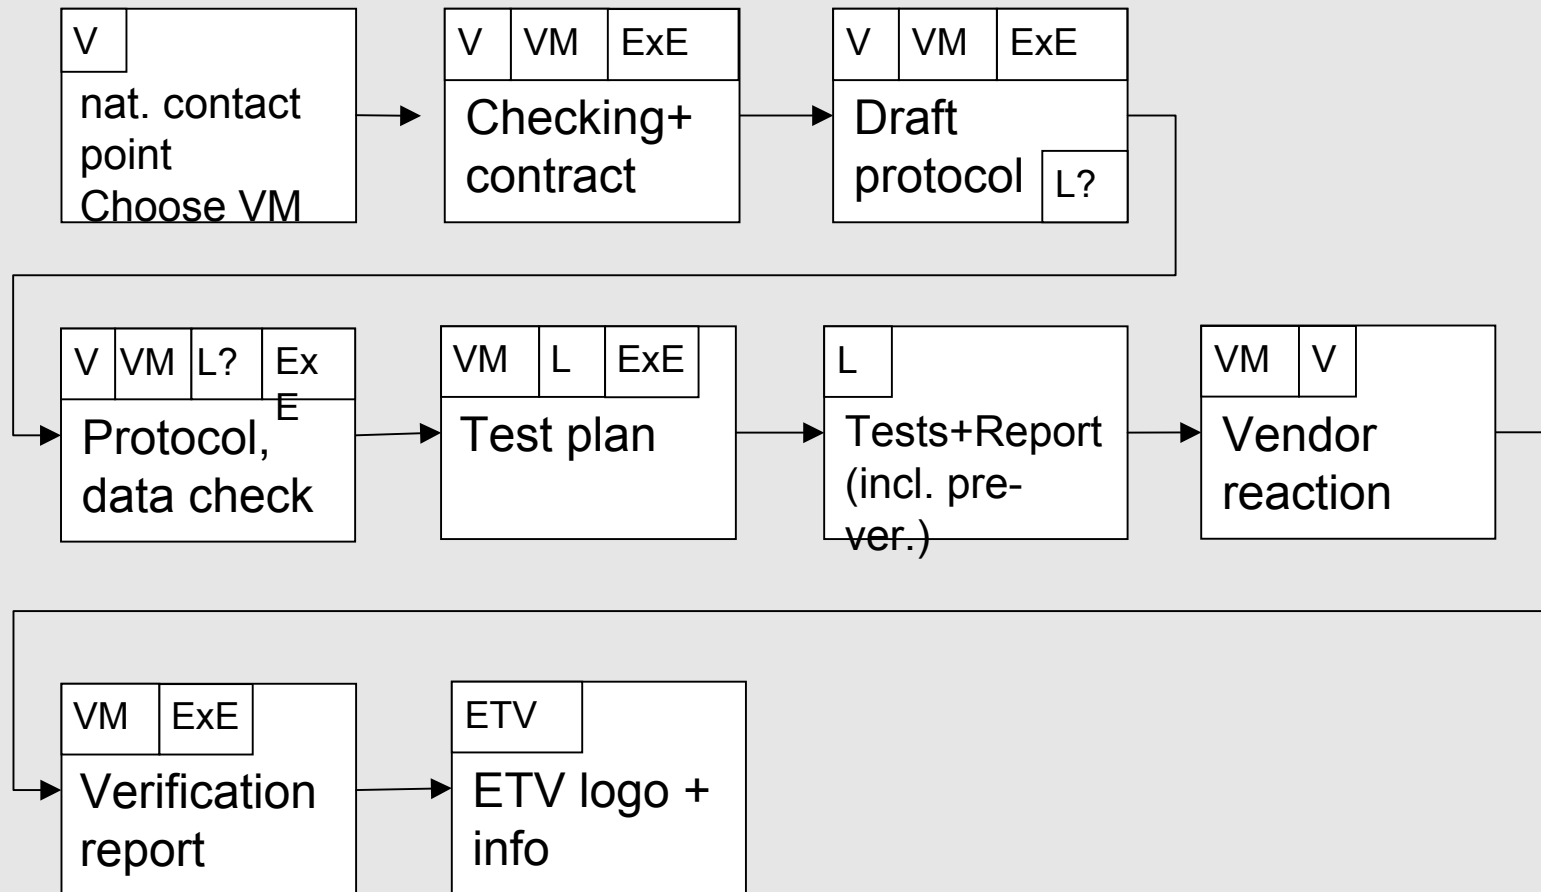 V
nat. contact
point
Choose VM
V VM ExE
Checking+
contract
V VM ExE
Draft
protocol
L?
V VM L? Ex
E
Protocol,
data check
VM L ExE
Test plan
L
Tests+Report
(incl. pre-
ver.)
VM V
Vendor
reaction
VM ExE
Verification
report
ETV
ETV logo +
info